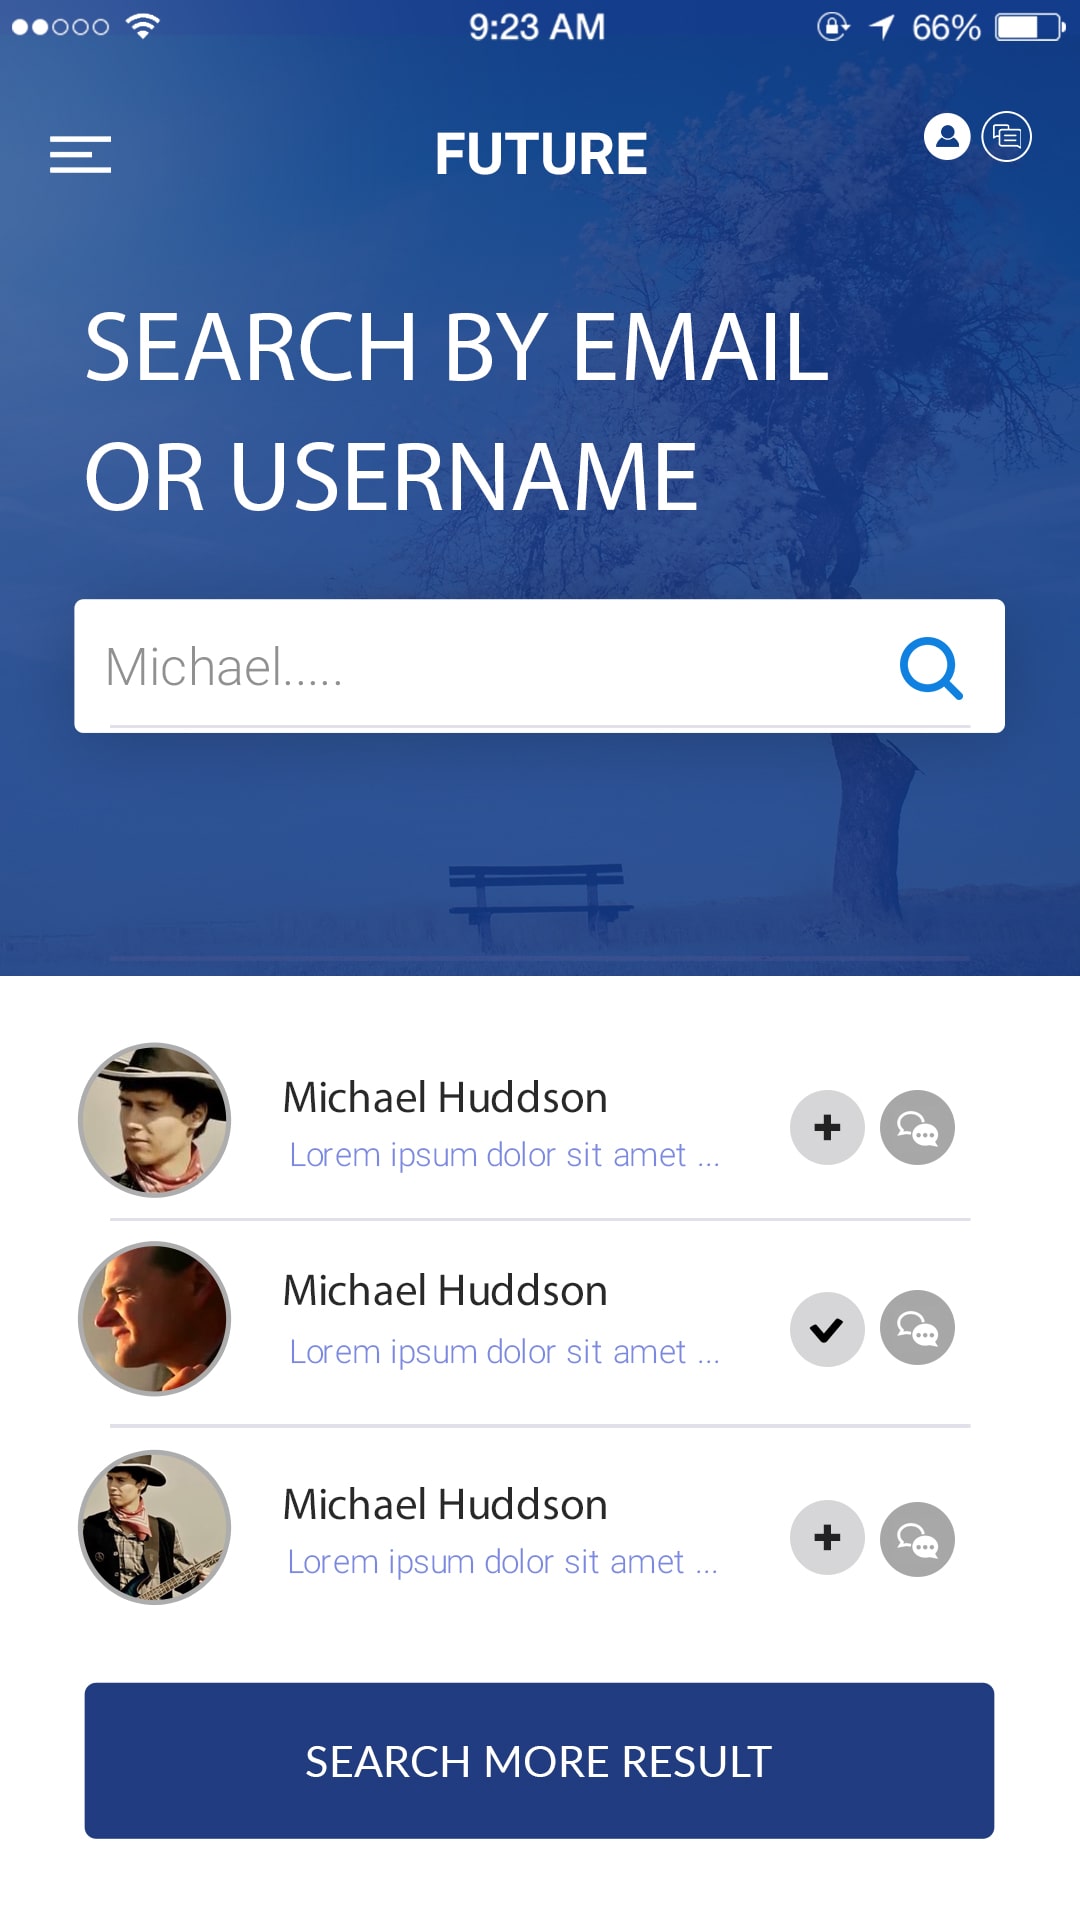 9:23 AM
66%
FUTURE
SEARCH BY EMAIL
OR USERNAME
Michael.....
Michael Huddson
Lorem ipsum dolor sit amet ...
Michael Huddson
Lorem ipsum dolor sit amet ...
Michael Huddson
Lorem ipsum dolor sit amet ...
SEARCH MORE RESULT